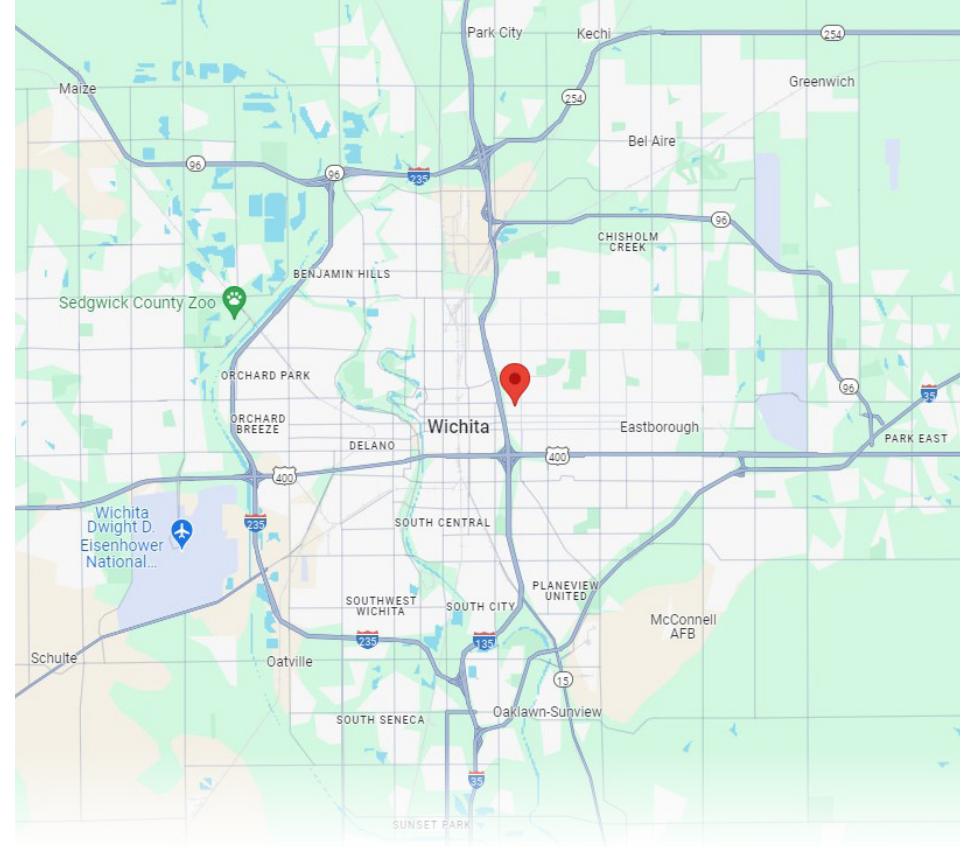 Park City
Kechi
254
Greenwich
Maize
254
Bel Aire
96
96
235
96
CHISHOLM
CREEK
BENJAMIN HILLS
Sedgwick County Zoo
ORCHARD PARK
96
35
ORCHARD
BREEZE
Wichita
Eastborough
DELANO
PARK EAST
400
400
Wichita
Dwight D.
Eisenhower
National...
235
SOUTH CENTRAL
PLANEVIEW
UNITED
SOUTHWEST
WICHITA
SOUTH CITY
McConnell
AFB
235
135
Schulte
Oatville
15
SOUTH SENECA
Oaklawn-Sunview
35
SUNSET PARK